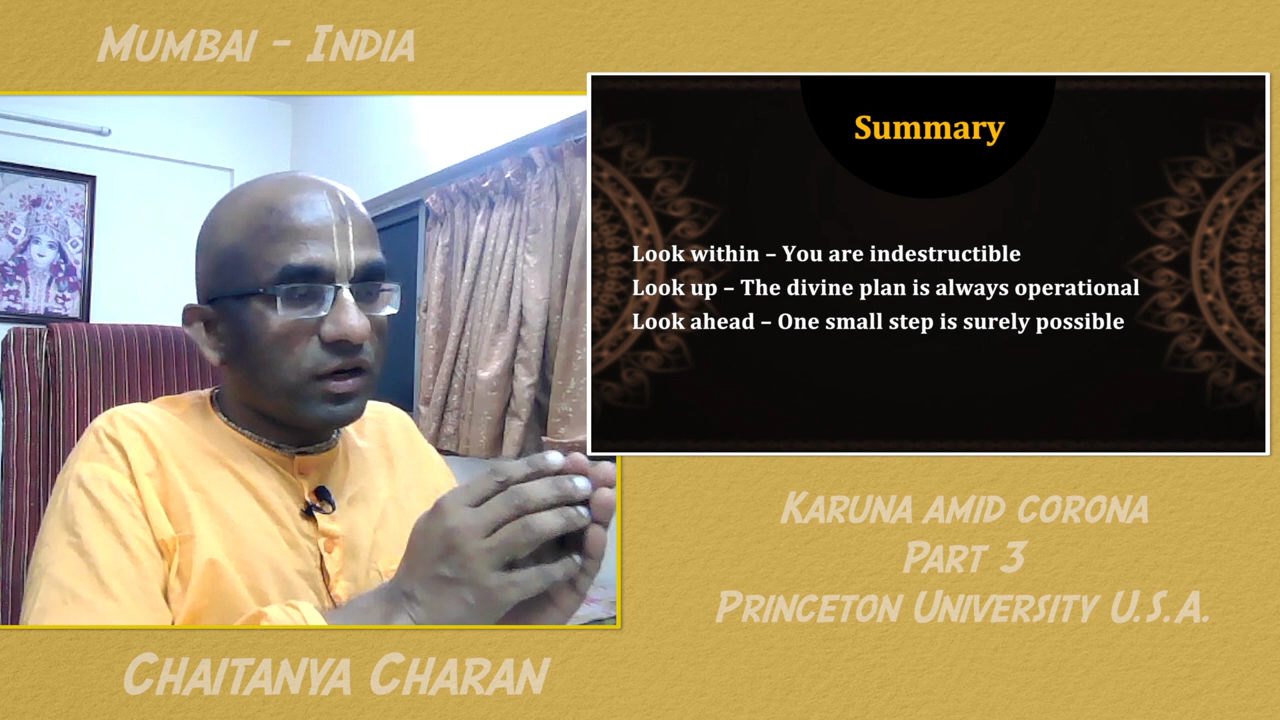 Mumbai - India
Summary
Look within – You are indestructible
Look up – The divine plan is always operational
Look ahead – One small step is surely possible
Karuna amid corona
Part 3
Princeton University U.S.A.
Chaitanya Charan